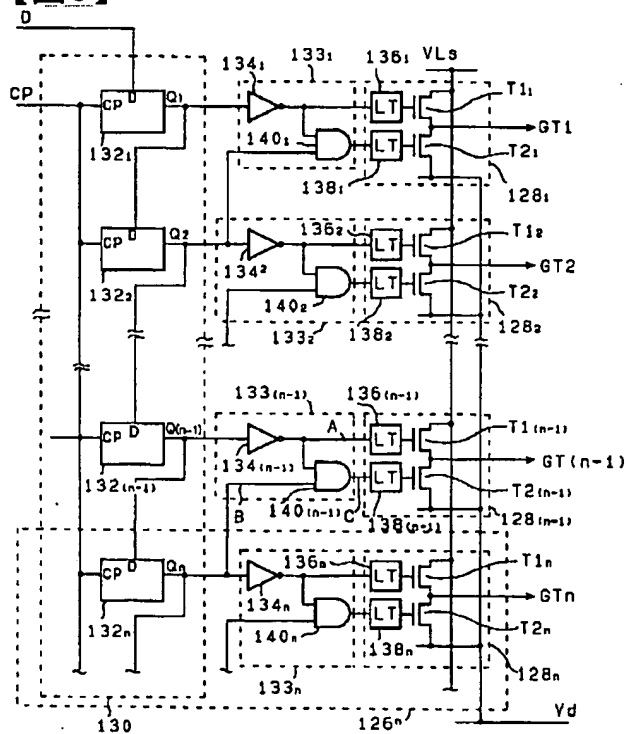 D
VLs
CP
CP D Q1
132₁
134₁
133₁
136₁
LT
T1₁
GT1
140₁
LT
T2₁
138₁
128₁
CP D Q2
132₂
134²
136₂
LT
T1₂
GT2
140₂
LT
T2₂
138₂
133₂
128₂
133(n-1)
136(n-1)
CP D Q(n-1)
132(n-1)
134(n-1)
A
LT
T1(n-1)
GT(n-1)
B
140(n-1)
C
LT
T2(n-1)
138(n-1)
128(n-1)
CP D Qn
132n
134n
136n
LT
T1n
GTn
140n
LT
T2n
138n
133n
128n
130
126n
Vd